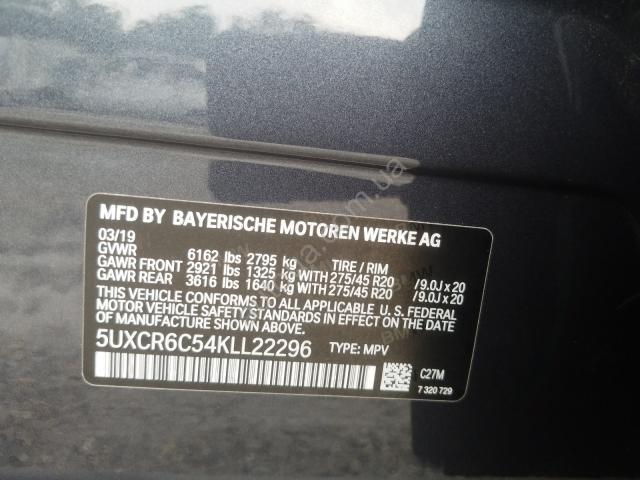 MFD BY BAYERISCHE MOTOREN WERKE AG
03/19
GVWR 6162 lbs 2795 kg TIRE / RIM
GAWR FRONT 2921 lbs 1325 kg WITH 275/45 R20 /9.0J x 20
GAWR REAR 3616 lbs 1640 kg WITH 275/45 R20 /9.0J x 20
THIS VEHICLE CONFORMS TO ALL APPLICABLE U. S. FEDERAL
MOTOR VEHICLE SAFETY STANDARDS IN EFFECT ON THE
DATE OF MANUFACTURE SHOWN ABOVE.
5UXCR6C54KLL22296 TYPE: MPV
C27M
7 320 729